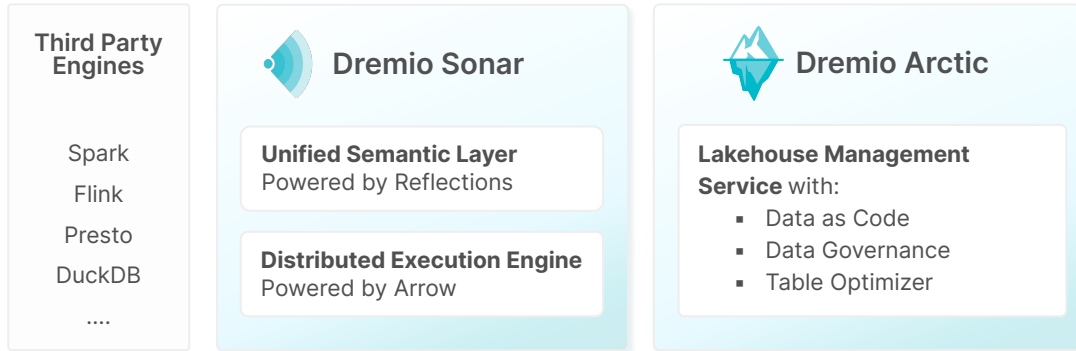 Third Party
Engines
Spark
Flink
Presto
DuckDB
....
Dremio Sonar
Unified Semantic Layer
Powered by Reflections
Distributed Execution Engine
Powered by Arrow
Dremio Arctic
Lakehouse Management
Service with:
▪ Data as Code
▪ Data Governance
▪ Table Optimizer